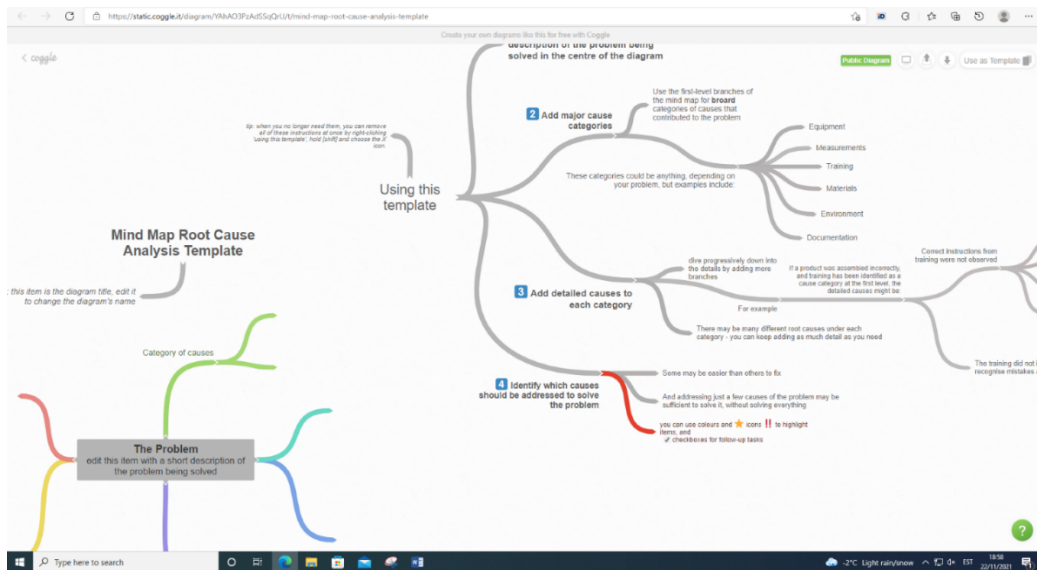 https://static.coggle.it/diagram/YAhAO3PzAdSSqQrU/t/mind-map-root-cause-analysis-template
Create your own diagrams like this for free with Coggle
coggle
Public Diagram
Use as Template
description of the problem being
solved in the centre of the diagram
2 Add major cause
categories
Use the first-level branches of
the mind map for broard
categories of causes that
contributed to the problem
These categories could be anything, depending on
your problem, but examples include:
Equipment
Measurements
Training
Materials
Environment
Documentation
tip: when you no longer need them, you can remove
all of these instructions at once by right-clicking
'using this template', hold [shift] and choose the X
icon.
Using this
template
Mind Map Root Cause
Analysis Template
: this item is the diagram title, edit it
to change the diagram's name
3 Add detailed causes to
each category
dive progressively down into
the details by adding more
branches
For example
If a product was assembled incorrectly,
and training has been identified as a
cause category at the first level, the
detailed causes might be:
Correct instructions from
training were not observed
The training did not
recognise mistakes
There may be many different root causes under each
category - you can keep adding as much detail as you need
4 Identify which causes
should be addressed to solve
the problem
Some may be easier than others to fix
And addressing just a few causes of the problem may be
sufficient to solve it, without solving everything
you can use colours and ⭐ icons ‼ to highlight
items, and
✓ checkboxes for follow-up tasks
Category of causes
The Problem
edit this item with a short description of
the problem being solved
?
Type here to search
-2°C Light rain/snow
EST
18:58
22/11/2021